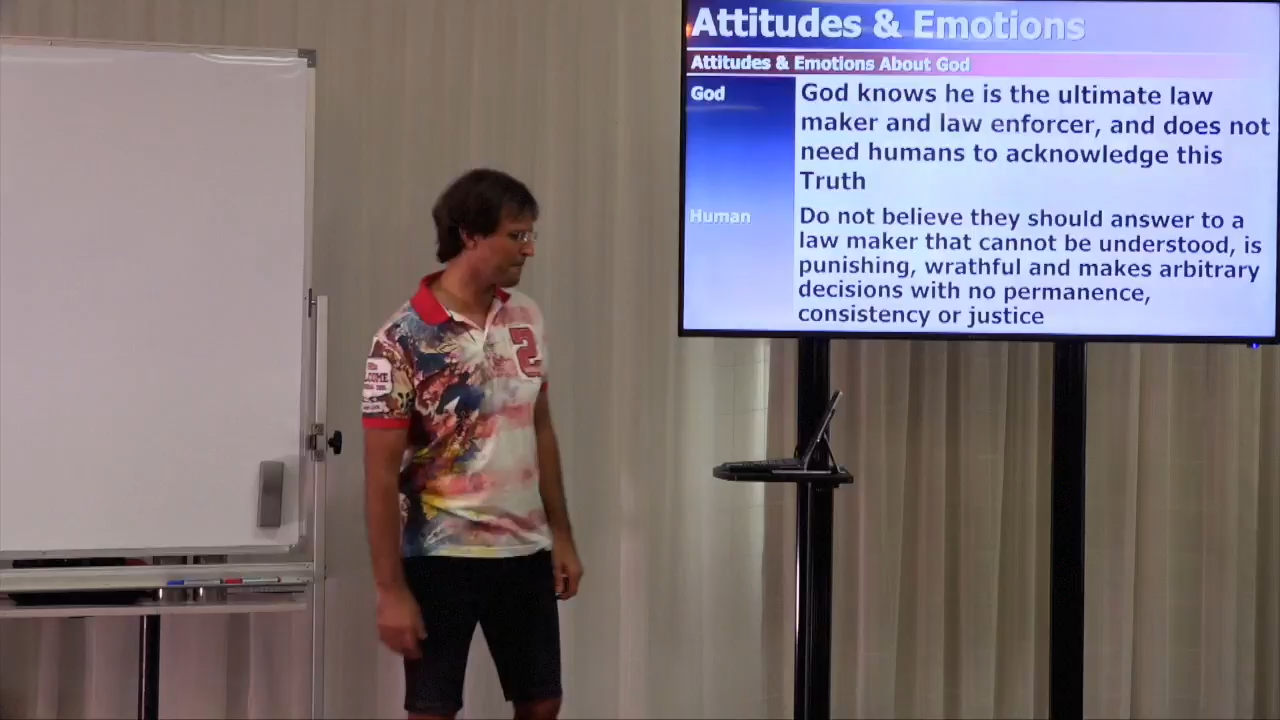 Attitudes & Emotions
Attitudes & Emotions About God
God
God knows he is the ultimate law
maker and law enforcer, and does not
need humans to acknowledge this
Truth
Human
Do not believe they should answer to a
law maker that cannot be understood, is
punishing, wrathful and makes arbitrary
decisions with no permanence,
consistency or justice
2